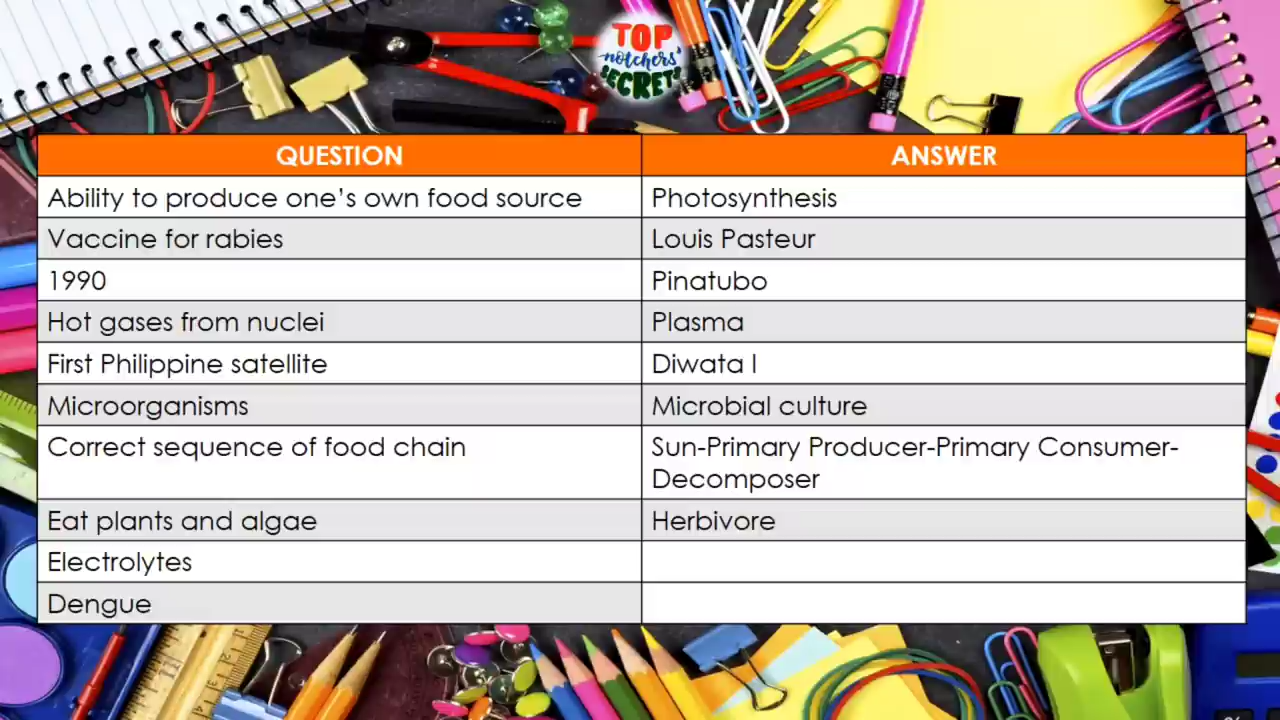 TOP
notchers'
SECRETS
QUESTION ANSWER
Ability to produce one's own food source Photosynthesis
Vaccine for rabies Louis Pasteur
1990 Pinatubo
Hot gases from nuclei Plasma
First Philippine satellite Diwata I
Microorganisms Microbial culture
Correct sequence of food chain Sun-Primary Producer-Primary Consumer-
Decomposer
Eat plants and algae Herbivore
Electrolytes
Dengue